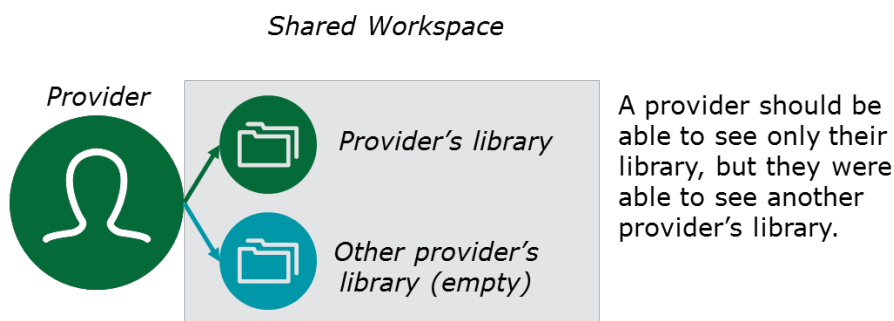 Shared Workspace
Provider
Provider’s library
Other provider’s
library (empty)
A provider should be
able to see only their
library, but they were
able to see another
provider’s library.